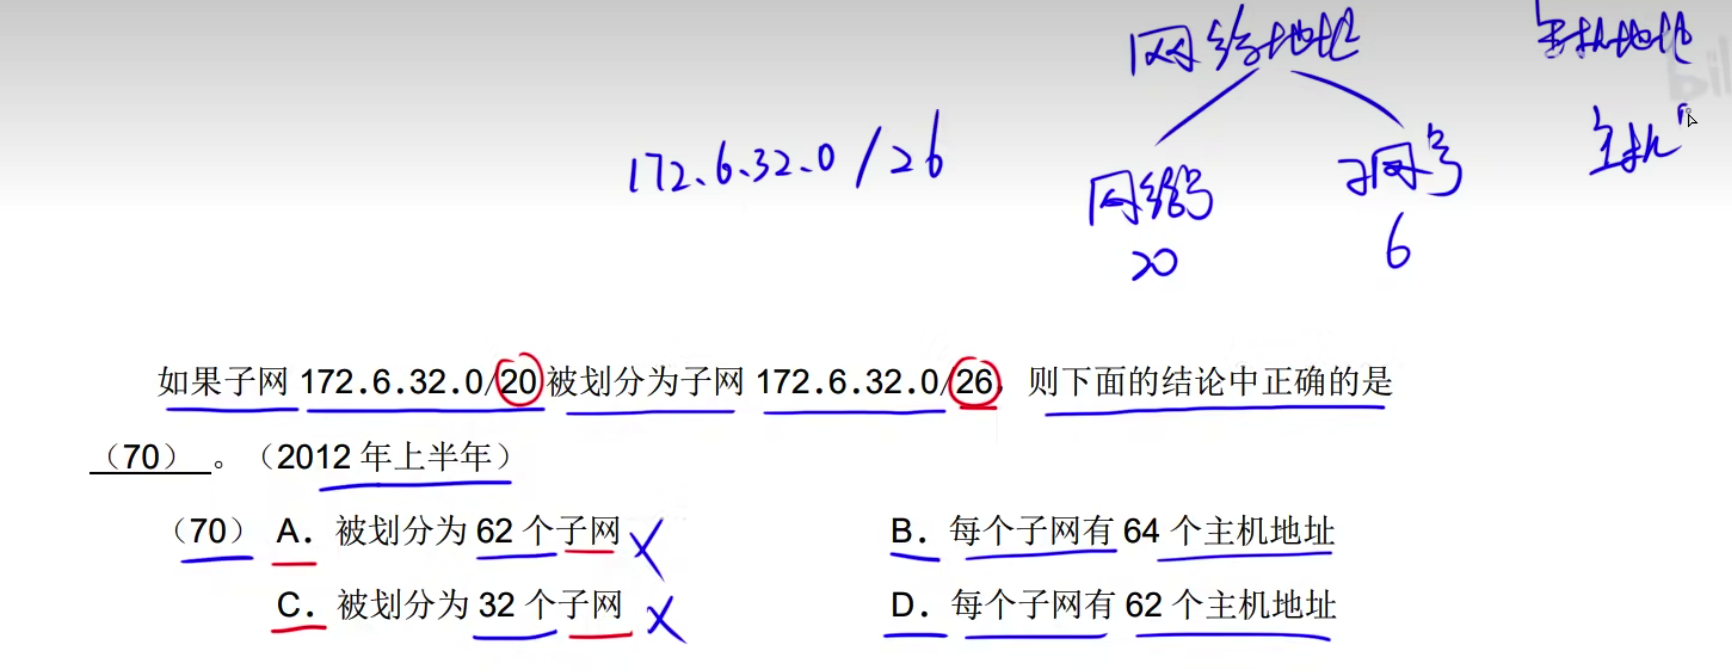 网络地址 主机地址
bil
172.6.32.0/26
网络号 子网号 主机
20 6
如果子网 172.6.32.0/20被划分为子网 172.6.32.0/26, 则下面的结论中正确的是
(70) 。(2012 年上半年)
(70) A. 被划分为 62 个子网 X B. 每个子网有 64 个主机地址
C. 被划分为 32 个子网 X D. 每个子网有 62 个主机地址